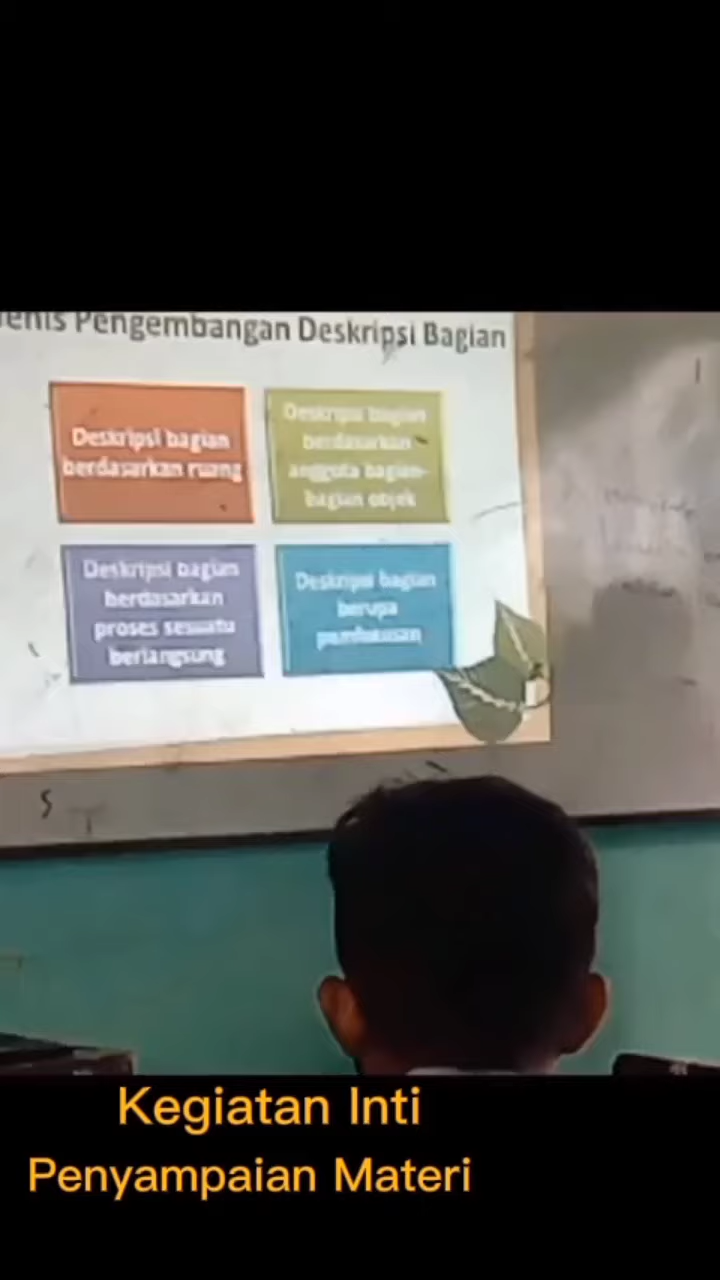 Jenis Pengembangan Deskripsi Bagian
Deskripsi bagian
berdasarkan ruang
Deskripsi bagian
berdasarkan
anggota bagian-
bagian objek
Deskripsi bagian
berdasarkan
proses sesuatu
berlangsung
Deskripsi bagian
berupa
Kegiatan Inti
Penyampaian Materi